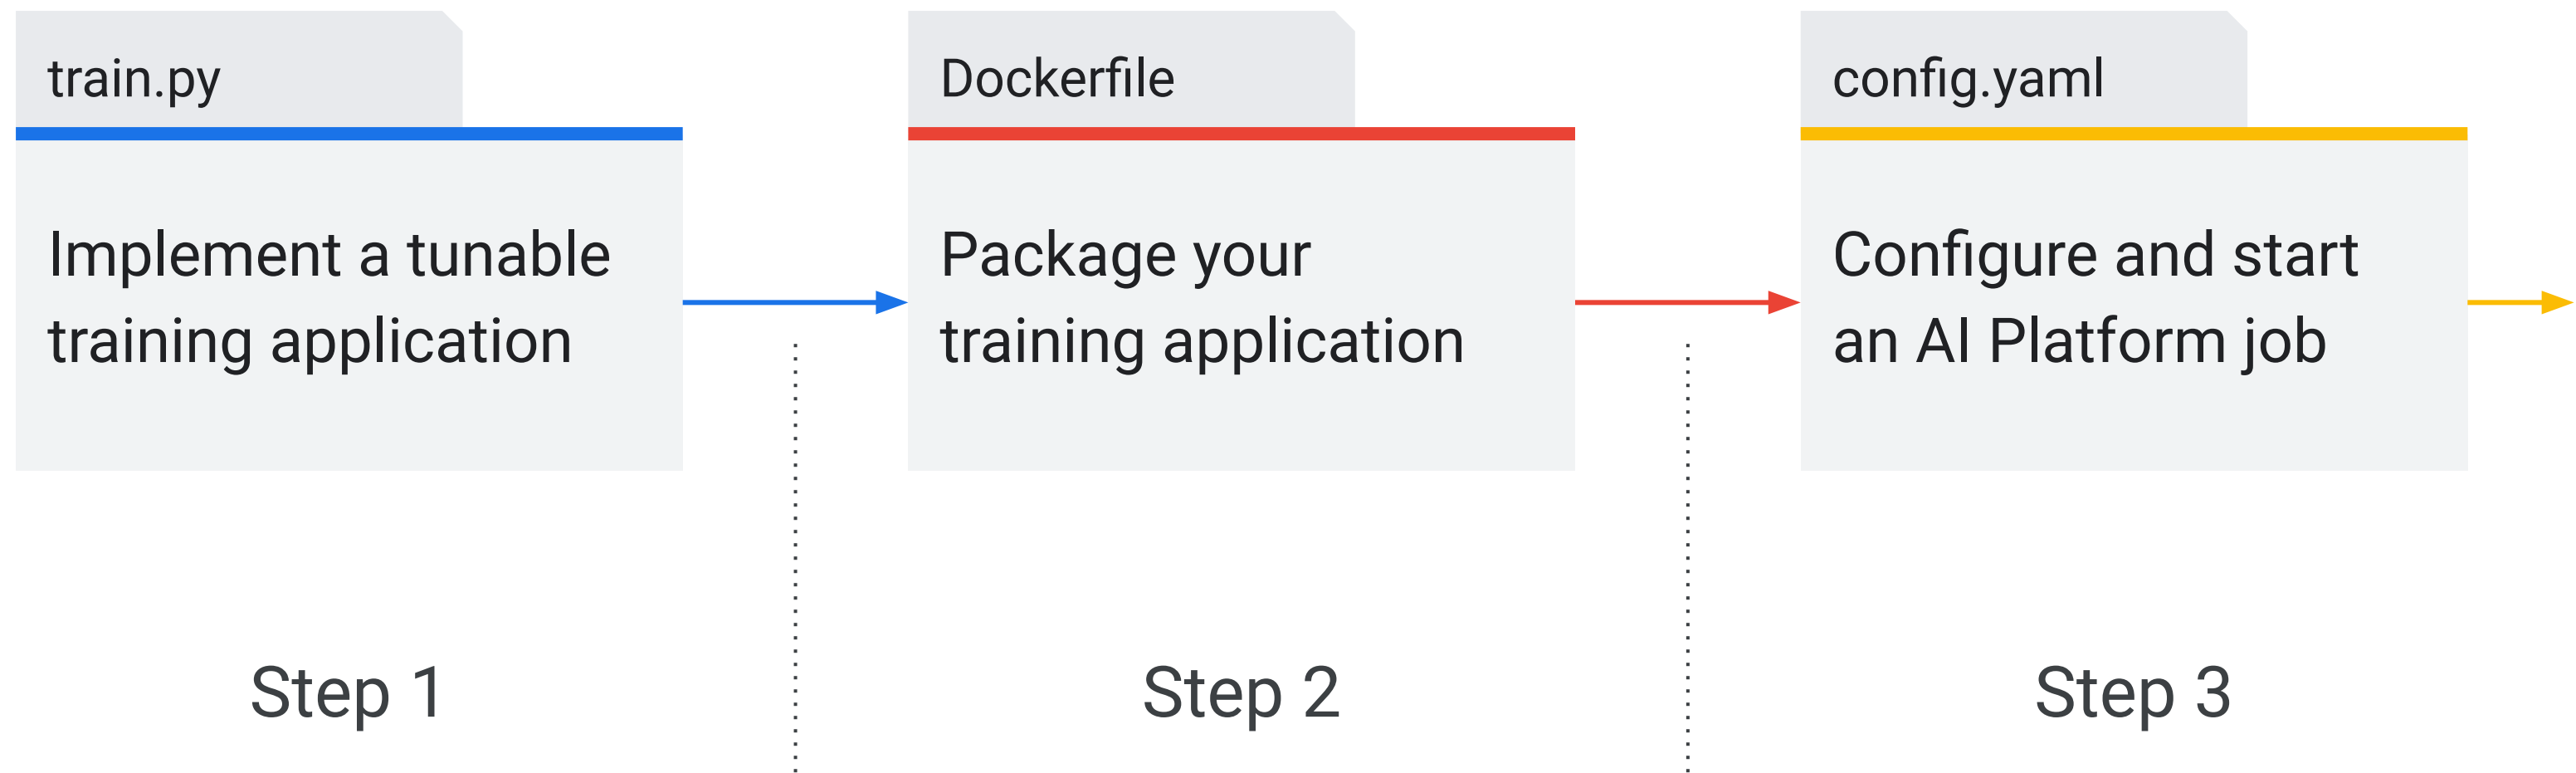 train.py
Implement a tunable
training application
Step 1
Dockerfile
Package your
training application
Step 2
config.yaml
Configure and start
an AI Platform job
Step 3